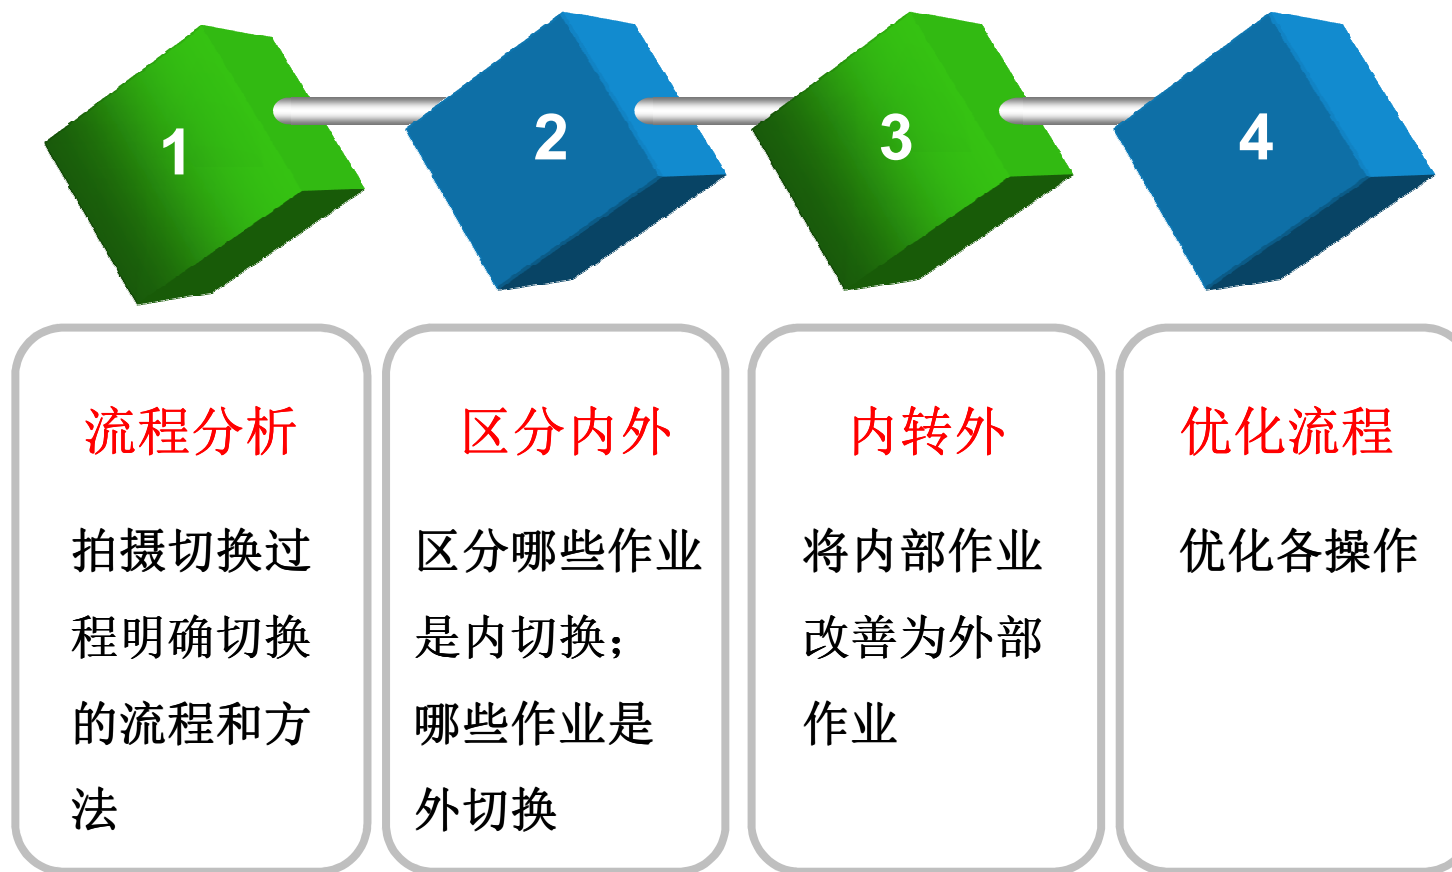 1
2
3
4
流程分析
拍摄切换过
程明确切换
的流程和方
法
区分内外
区分哪些作业
是内切换；
哪些作业是
外切换
内转外
将内部作业
改善为外部
作业
优化流程
优化各操作